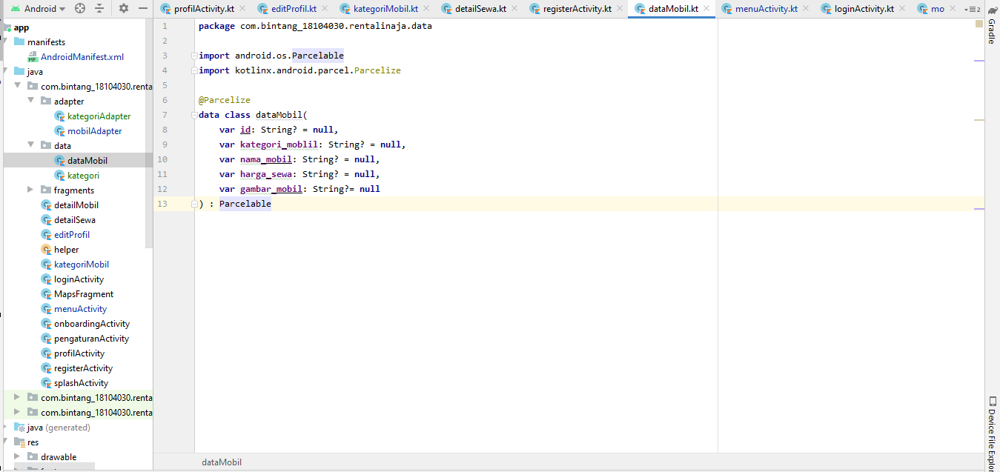 Android
profilActivity.kt
editProfil.kt
kategoriMobil.kt
detailSewa.kt
registerActivity.kt
dataMobil.kt
menuActivity.kt
loginActivity.kt
mo
2
app
manifests
MF AndroidManifest.xml
java
com.bintang_18104030.renta
adapter
kategoriAdapter
mobilAdapter
data
dataMobil
kategori
fragments
detailMobil
detailSewa
editProfil
helper
kategoriMobil
loginActivity
MapsFragment
menuActivity
onboardingActivity
pengaturanActivity
profilActivity
registerActivity
splashActivity
com.bintang_18104030.renta
com.bintang_18104030.renta
java (generated)
res
drawable
1 package com.bintang_18104030.rentalinaja.data
2
3 import android.os.Parcelable
4 import kotlinx.android.parcel.Parcelize
5
6 @Parcelize
7 data class dataMobil(
8 var id: String? = null,
9 var kategori_moblil: String? = null,
10 var nama_mobil: String? = null,
11 var harga_sewa: String? = null,
12 var gambar_mobil: String?= null
13 ) : Parcelable
dataMobil
Gradle
Device File Explor